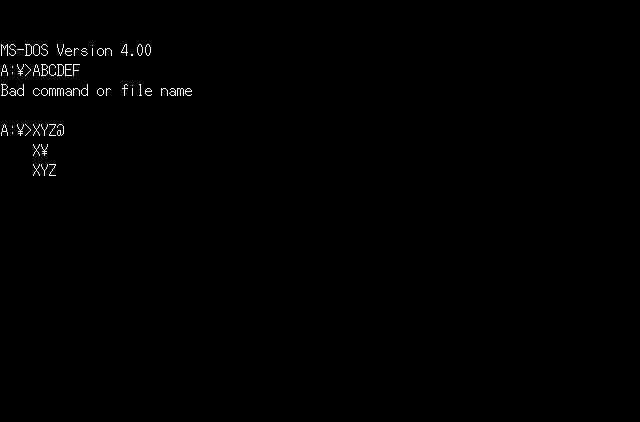 MS-DOS Version 4.00
A:¥>ABCDEF
Bad command or file name
A:¥>XYZ@
X¥
XYZ